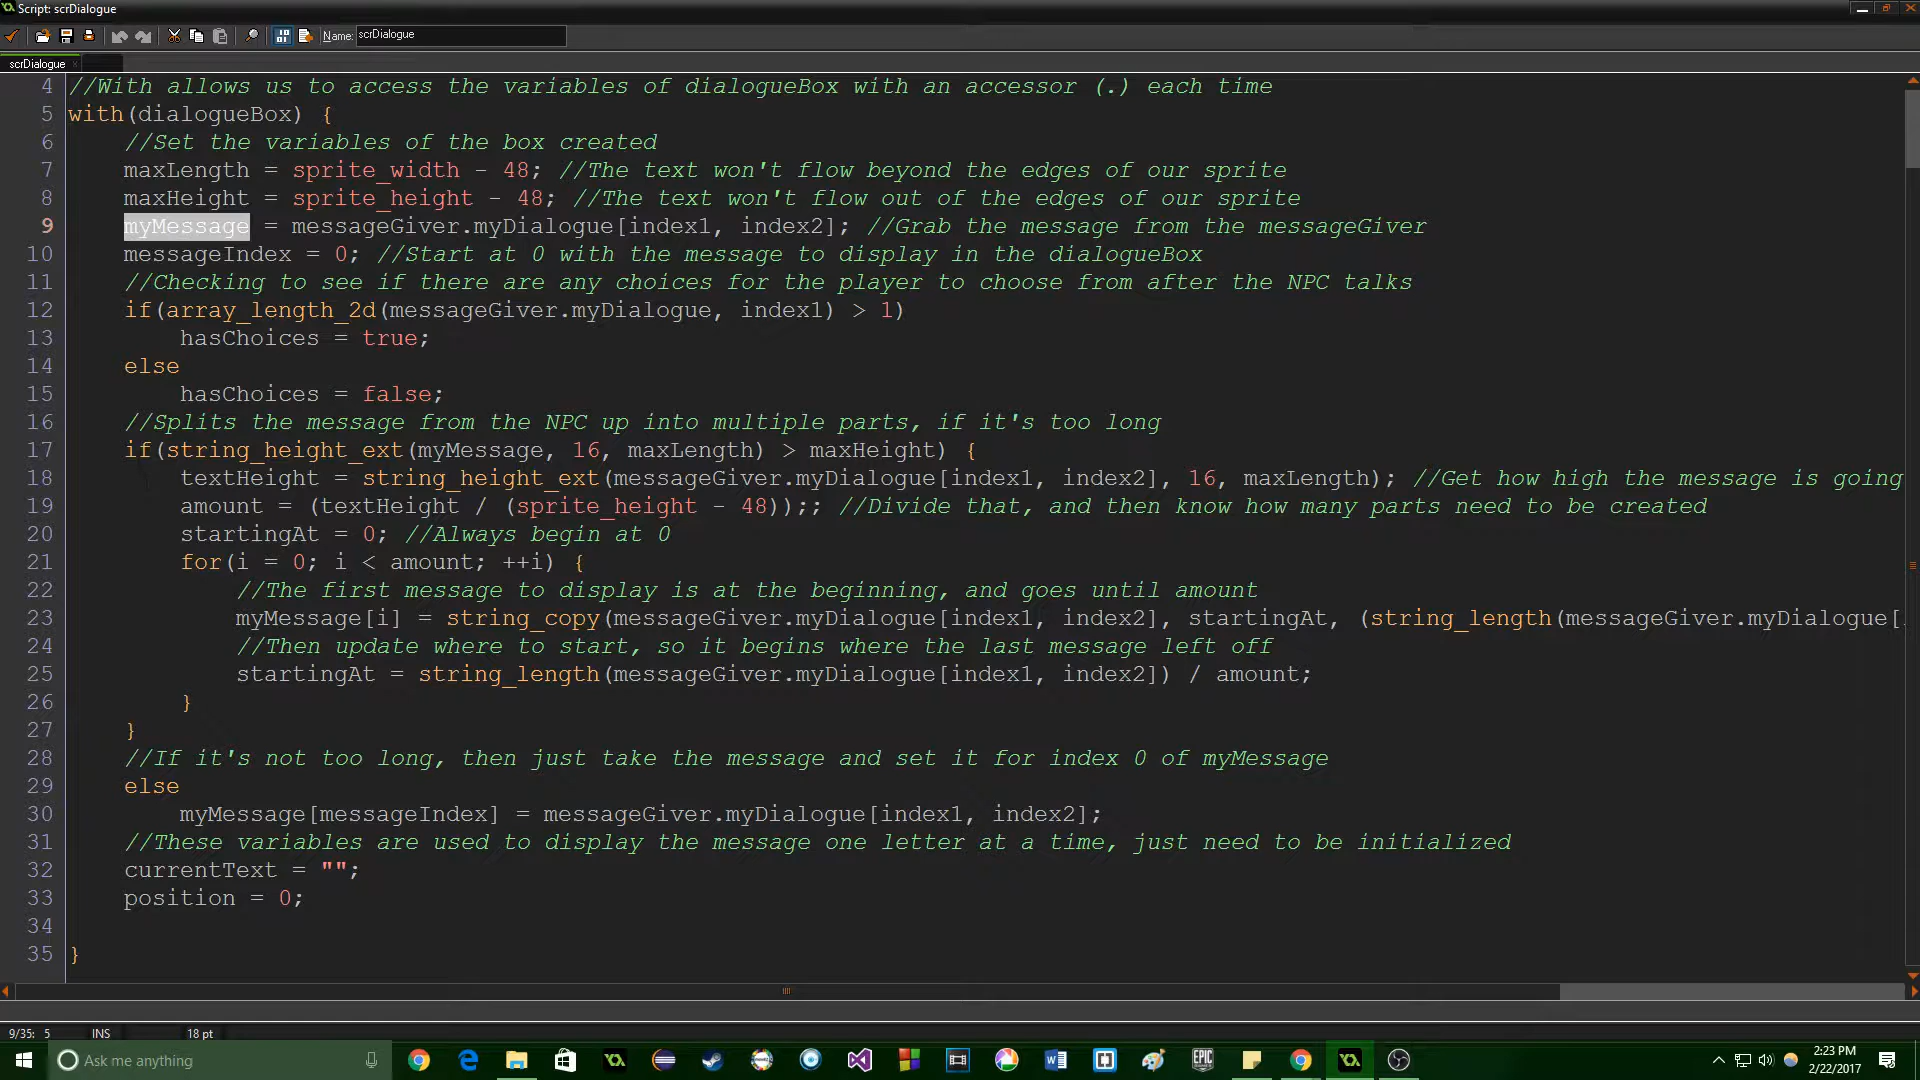 Script: scrDialogue
Name: scrDialogue
scrDialogue
4 //With allows us to access the variables of dialogueBox with an accessor (.) each time
5 with(dialogueBox) {
6 //Set the variables of the box created
7 maxLength = sprite_width - 48; //The text won't flow beyond the edges of our sprite
8 maxHeight = sprite_height - 48; //The text won't flow out of the edges of our sprite
9 myMessage = messageGiver.myDialogue[index1, index2]; //Grab the message from the messageGiver
10 messageIndex = 0; //Start at 0 with the message to display in the dialogueBox
11 //Checking to see if there are any choices for the player to choose from after the NPC talks
12 if(array_length_2d(messageGiver.myDialogue, index1) > 1)
13 hasChoices = true;
14 else
15 hasChoices = false;
16 //Splits the message from the NPC up into multiple parts, if it's too long
17 if(string_height_ext(myMessage, 16, maxLength) > maxHeight) {
18 textHeight = string_height_ext(messageGiver.myDialogue[index1, index2], 16, maxLength); //Get how high the message is going
19 amount = (textHeight / (sprite_height - 48));; //Divide that, and then know how many parts need to be created
20 startingAt = 0; //Always begin at 0
21 for(i = 0; i < amount; ++i) {
22 //The first message to display is at the beginning, and goes until amount
23 myMessage[i] = string_copy(messageGiver.myDialogue[index1, index2], startingAt, (string_length(messageGiver.myDialogue[
24 //Then update where to start, so it begins where the last message left off
25 startingAt = string_length(messageGiver.myDialogue[index1, index2]) / amount;
26 }
27 }
28 //If it's not too long, then just take the message and set it for index 0 of myMessage
29 else
30 myMessage[messageIndex] = messageGiver.myDialogue[index1, index2];
31 //These variables are used to display the message one letter at a time, just need to be initialized
32 currentText = "";
33 position = 0;
34
35 }
9/35: 5 INS 18 pt
Ask me anything
EPIC GAMES
2:23 PM
2/22/2017